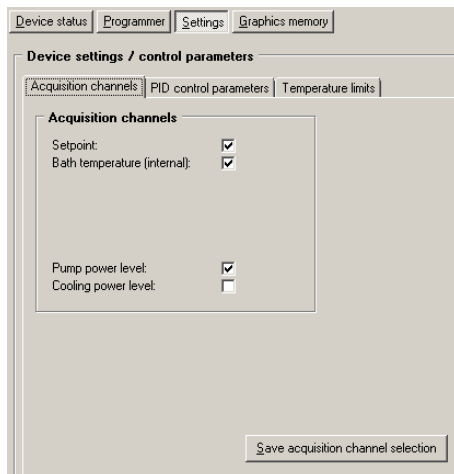 Device status Programmer Settings Graphics memory
Device settings / control parameters
Acquisition channels PID control parameters Temperature limits
Acquisition channels
Setpoint:
Bath temperature (internal):
Pump power level:
Cooling power level:
Save acquisition channel selection